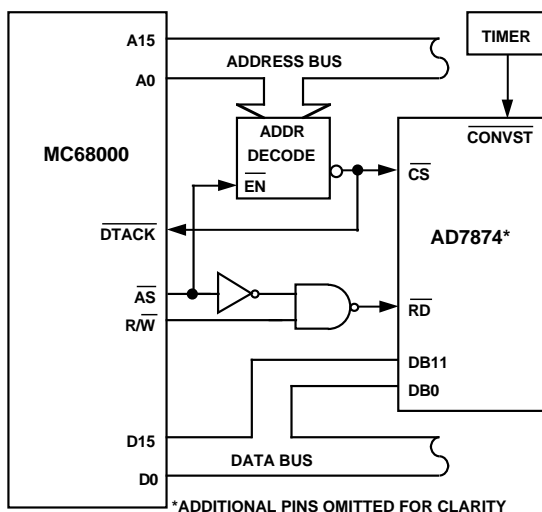 A15
ADDRESS BUS
A0
TIMER
MC68000
ADDR
DECODE
EN
CONVST
CS
DTACK
AD7874*
AS
R/W
RD
DB11
DB0
D15
DATA BUS
D0
*ADDITIONAL PINS OMITTED FOR CLARITY